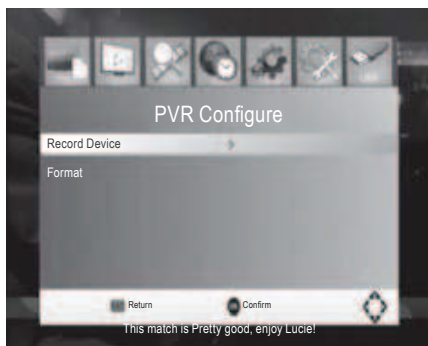 PVR Configure
Record Device
Format
Return Confirm
This match is Pretty good, enjoy Lucie!